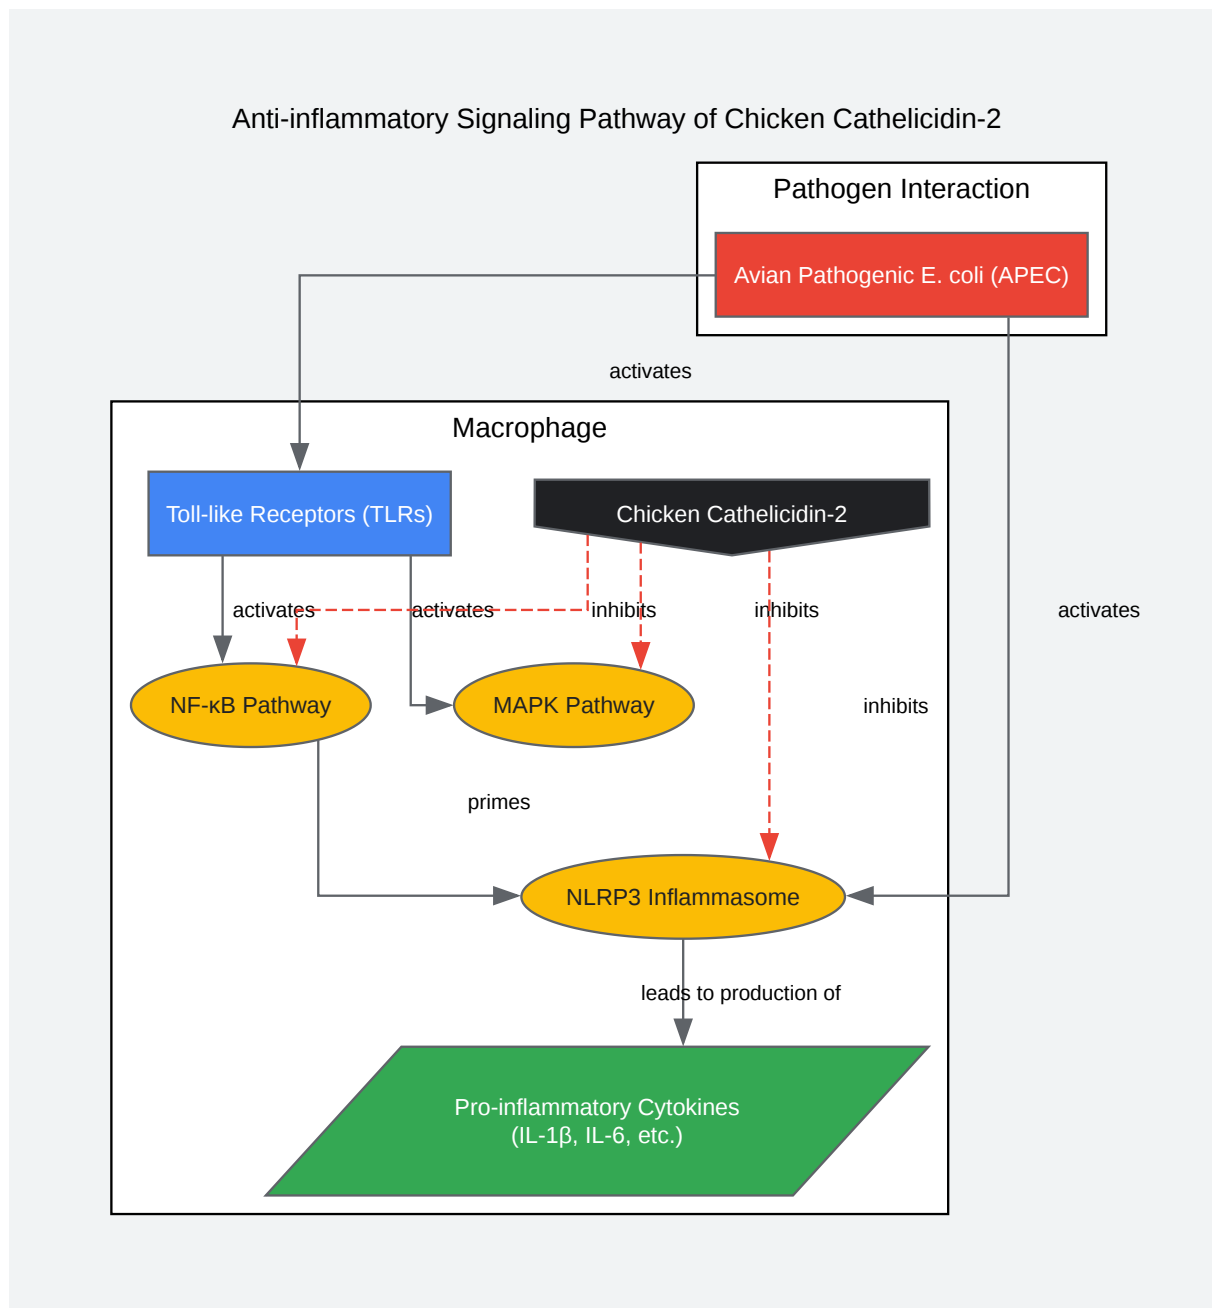 Anti-inflammatory Signaling Pathway of Chicken Cathelicidin-2
Pathogen Interaction
Avian Pathogenic E. coli (APEC)
activates
Macrophage
Toll-like Receptors (TLRs)
Chicken Cathelicidin-2
activates
activates
inhibits
inhibits
activates
NF-κB Pathway
MAPK Pathway
inhibits
primes
NLRP3 Inflammasome
leads to production of
Pro-inflammatory Cytokines
(IL-1β, IL-6, etc.)